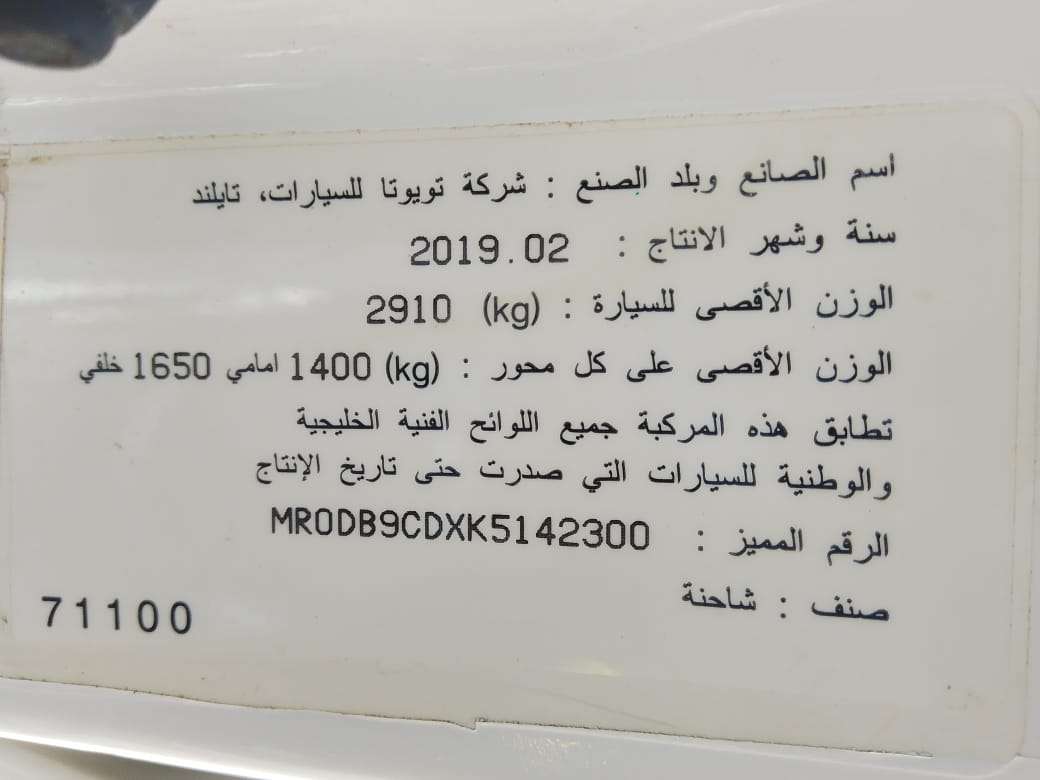 اسم الصانع وبلد الصنع : شركة تويوتا للسيارات، تايلند
سنة وشهر الانتاج : 2019.02
الوزن الأقصى للسيارة : (kg) 2910
الوزن الأقصى على كل محور : (kg) 1400 امامي 1650 خلفي
تطابق هذه المركبة جميع اللوائح الفنية الخليجية
والوطنية للسيارات التي صدرت حتى تاريخ الإنتاج
الرقم المميز : MR0DB9CDXK5142300
صنف : شاحنة
71100